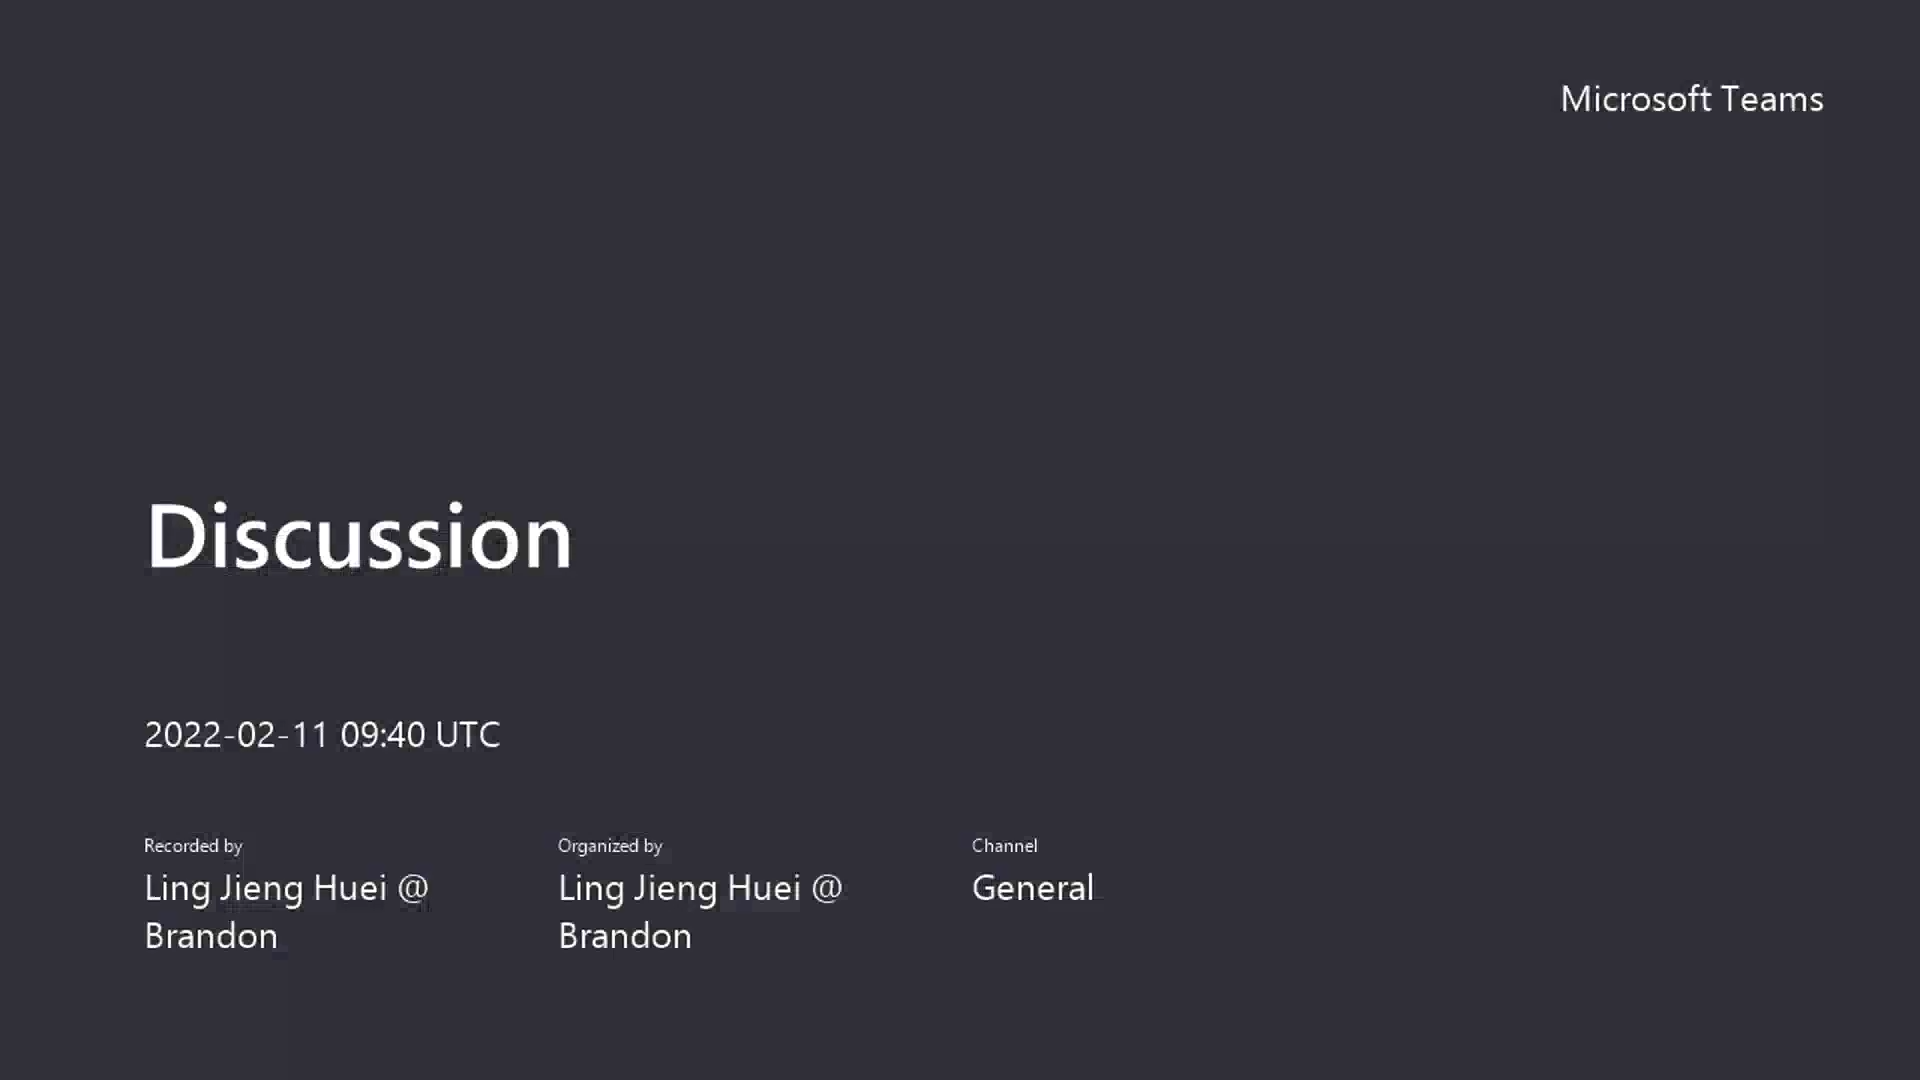 Microsoft Teams
Discussion
2022-02-11 09:40 UTC
Recorded by
Ling Jieng Huei @
Brandon
Organized by
Ling Jieng Huei @
Brandon
Channel
General